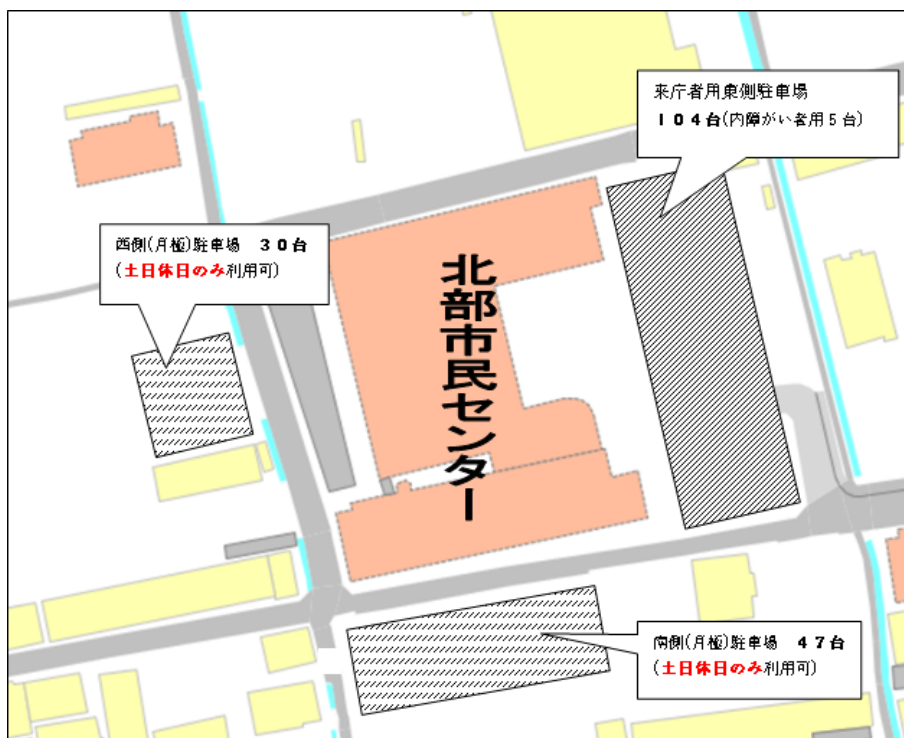 来庁者用東側駐車場
104台(内障がい者用5台)
西側(月極)駐車場 30台
(土日休日のみ利用可)
北部市民センター
南側(月極)駐車場 47台
(土日休日のみ利用可)